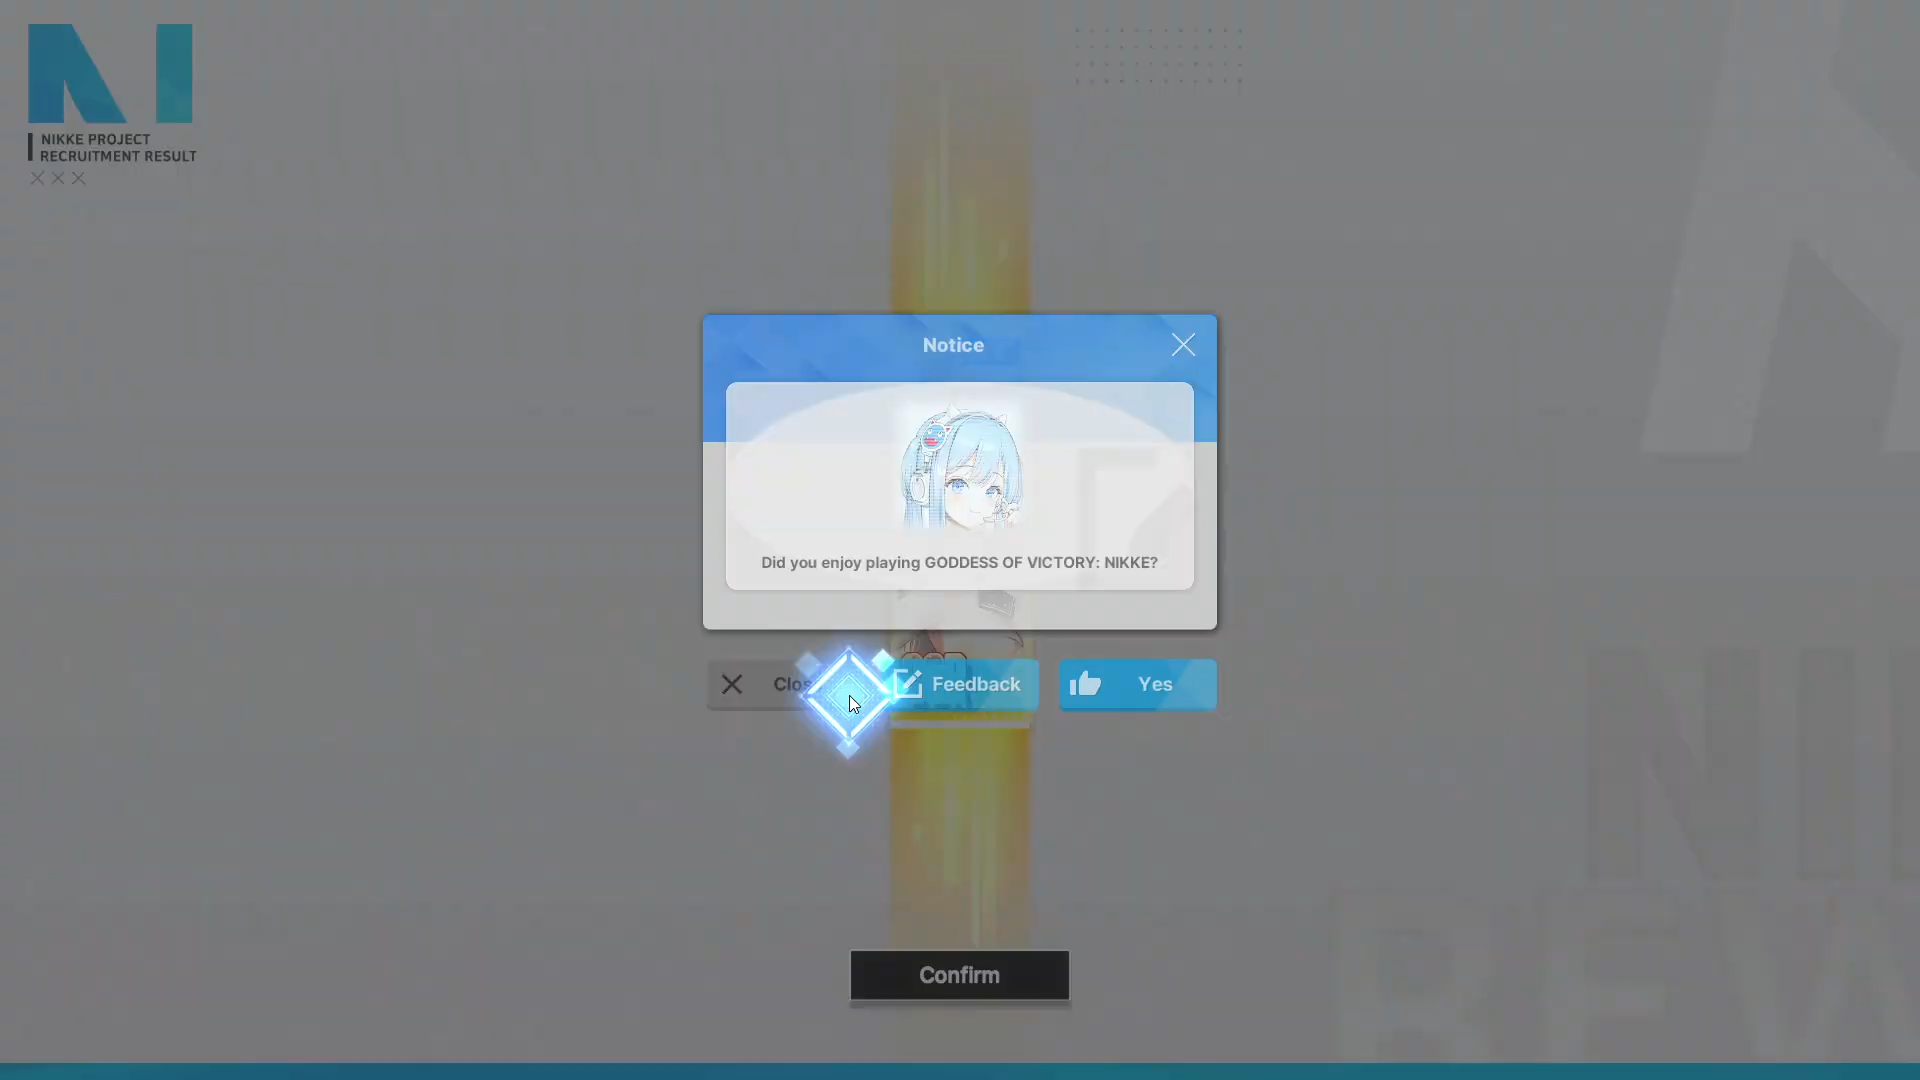 NIKKE PROJECT
RECRUITMENT RESULT
Notice
Did you enjoy playing GODDESS OF VICTORY: NIKKE?
Feedback
Yes
Confirm